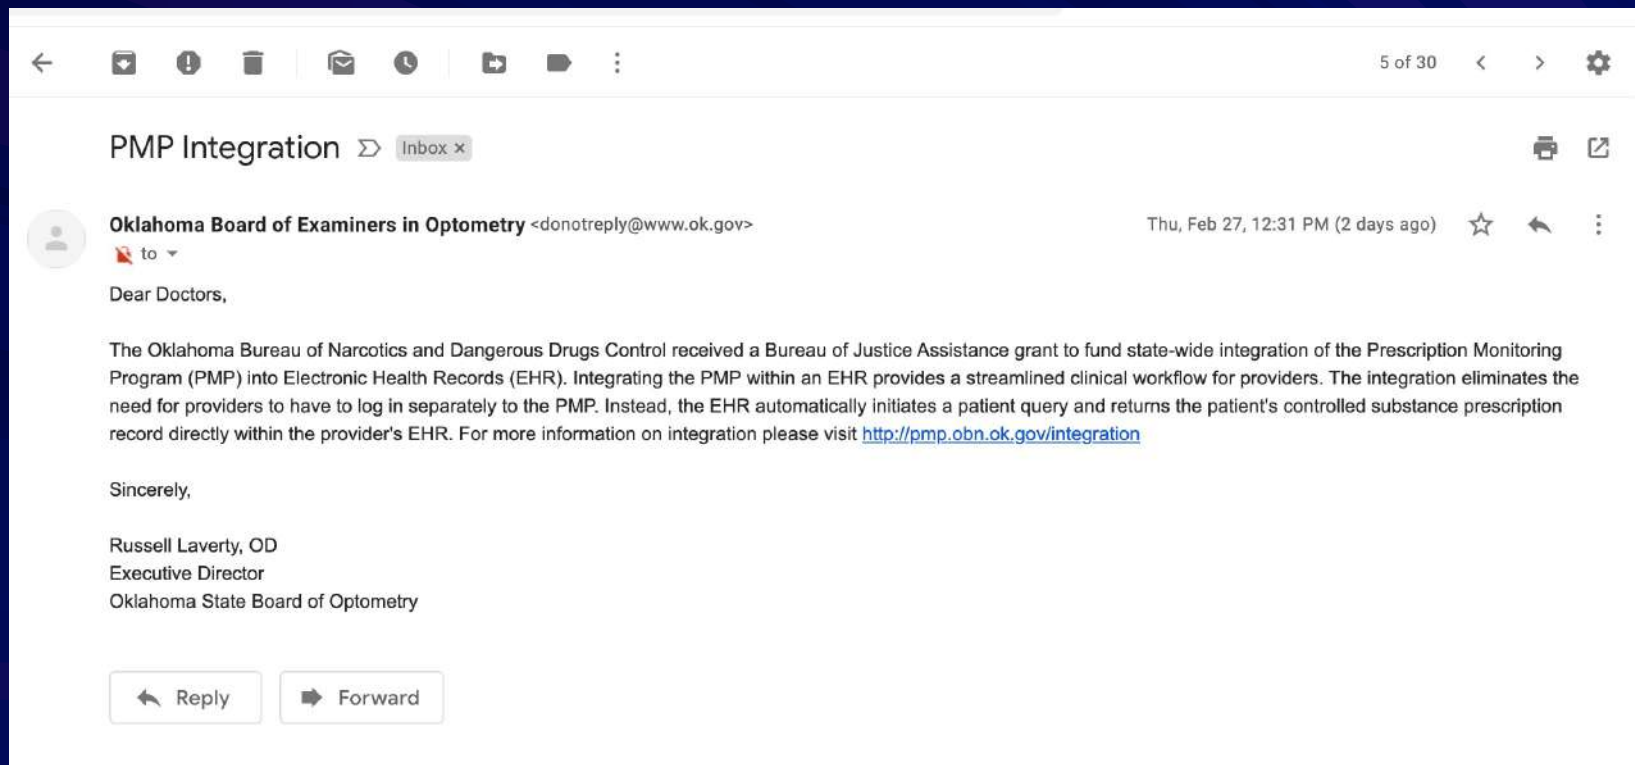 5 of 30
PMP Integration Inbox ×
Oklahoma Board of Examiners in Optometry <donotreply@www.ok.gov> Thu, Feb 27, 12:31 PM (2 days ago)
to
Dear Doctors,
The Oklahoma Bureau of Narcotics and Dangerous Drugs Control received a Bureau of Justice Assistance grant to fund state-wide integration of the Prescription Monitoring
Program (PMP) into Electronic Health Records (EHR). Integrating the PMP within an EHR provides a streamlined clinical workflow for providers. The integration eliminates the
need for providers to have to log in separately to the PMP. Instead, the EHR automatically initiates a patient query and returns the patient's controlled substance prescription
record directly within the provider's EHR. For more information on integration please visit http://pmp.obn.ok.gov/integration
Sincerely,
Russell Laverty, OD
Executive Director
Oklahoma State Board of Optometry
Reply Forward